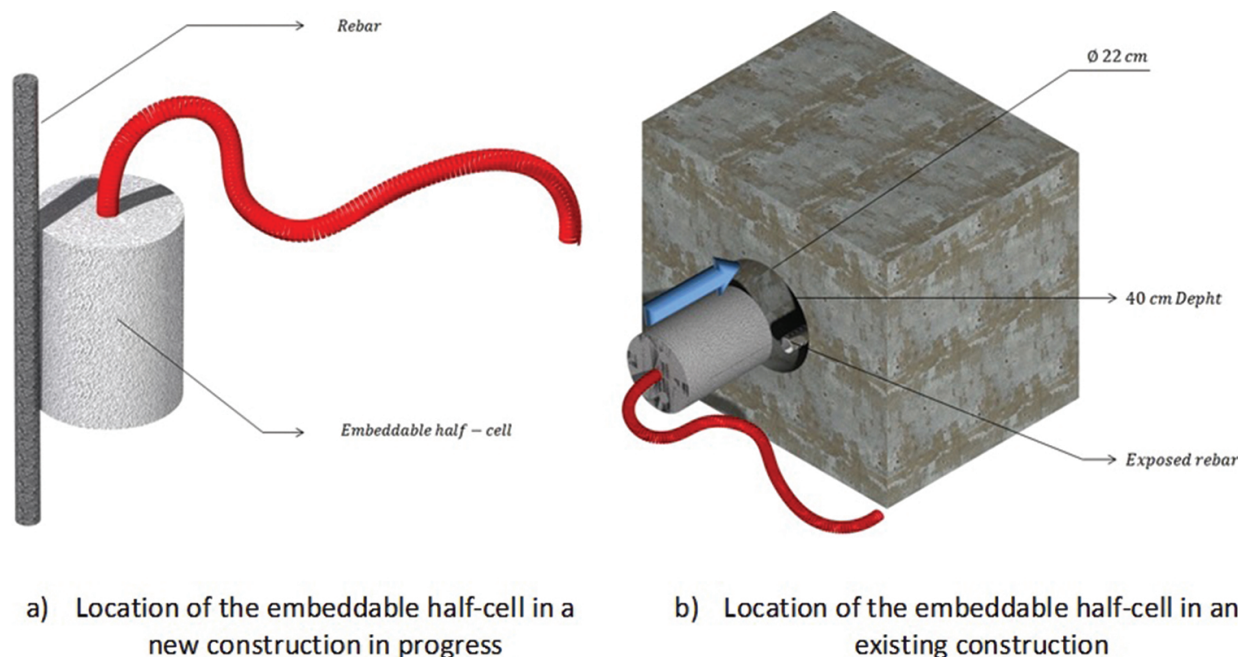 Rebar
Embeddable half – cell
Ø 22 cm
40 cm Depht
Exposed rebar
a) Location of the embeddable half-cell in a
new construction in progress
b) Location of the embeddable half-cell in an
existing construction